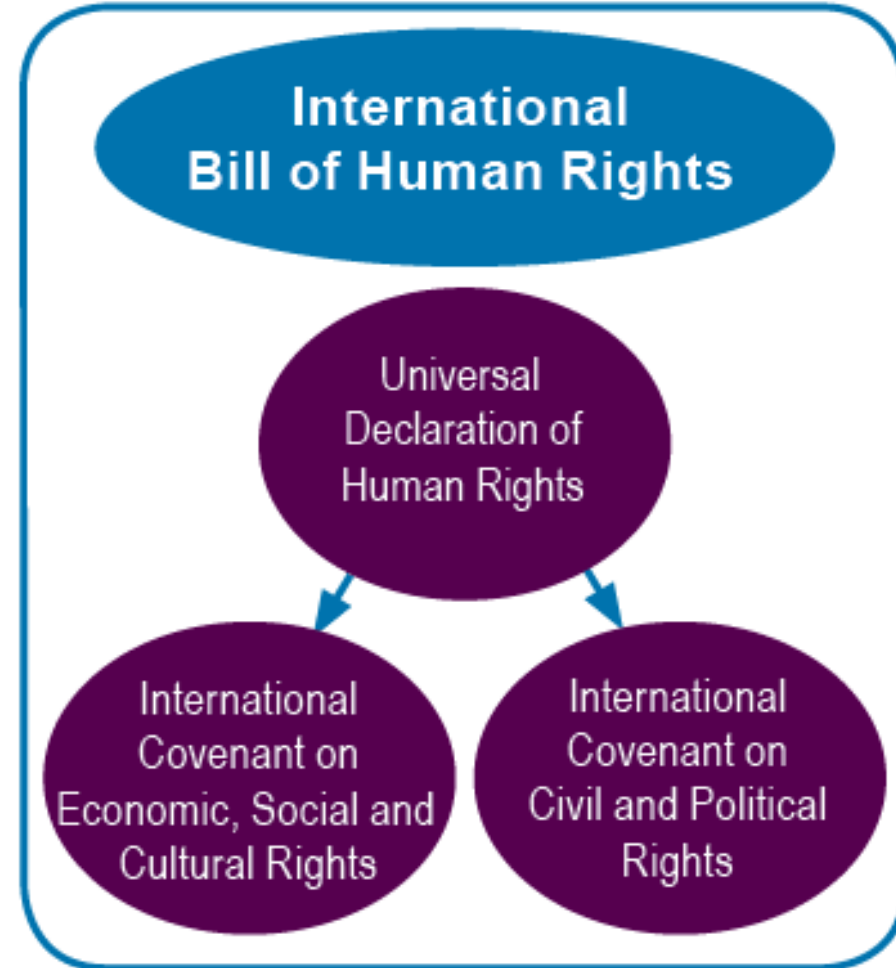 International
Bill of Human Rights
Universal
Declaration of
Human Rights
International
Covenant on
Economic, Social and
Cultural Rights
International
Covenant on
Civil and Political
Rights